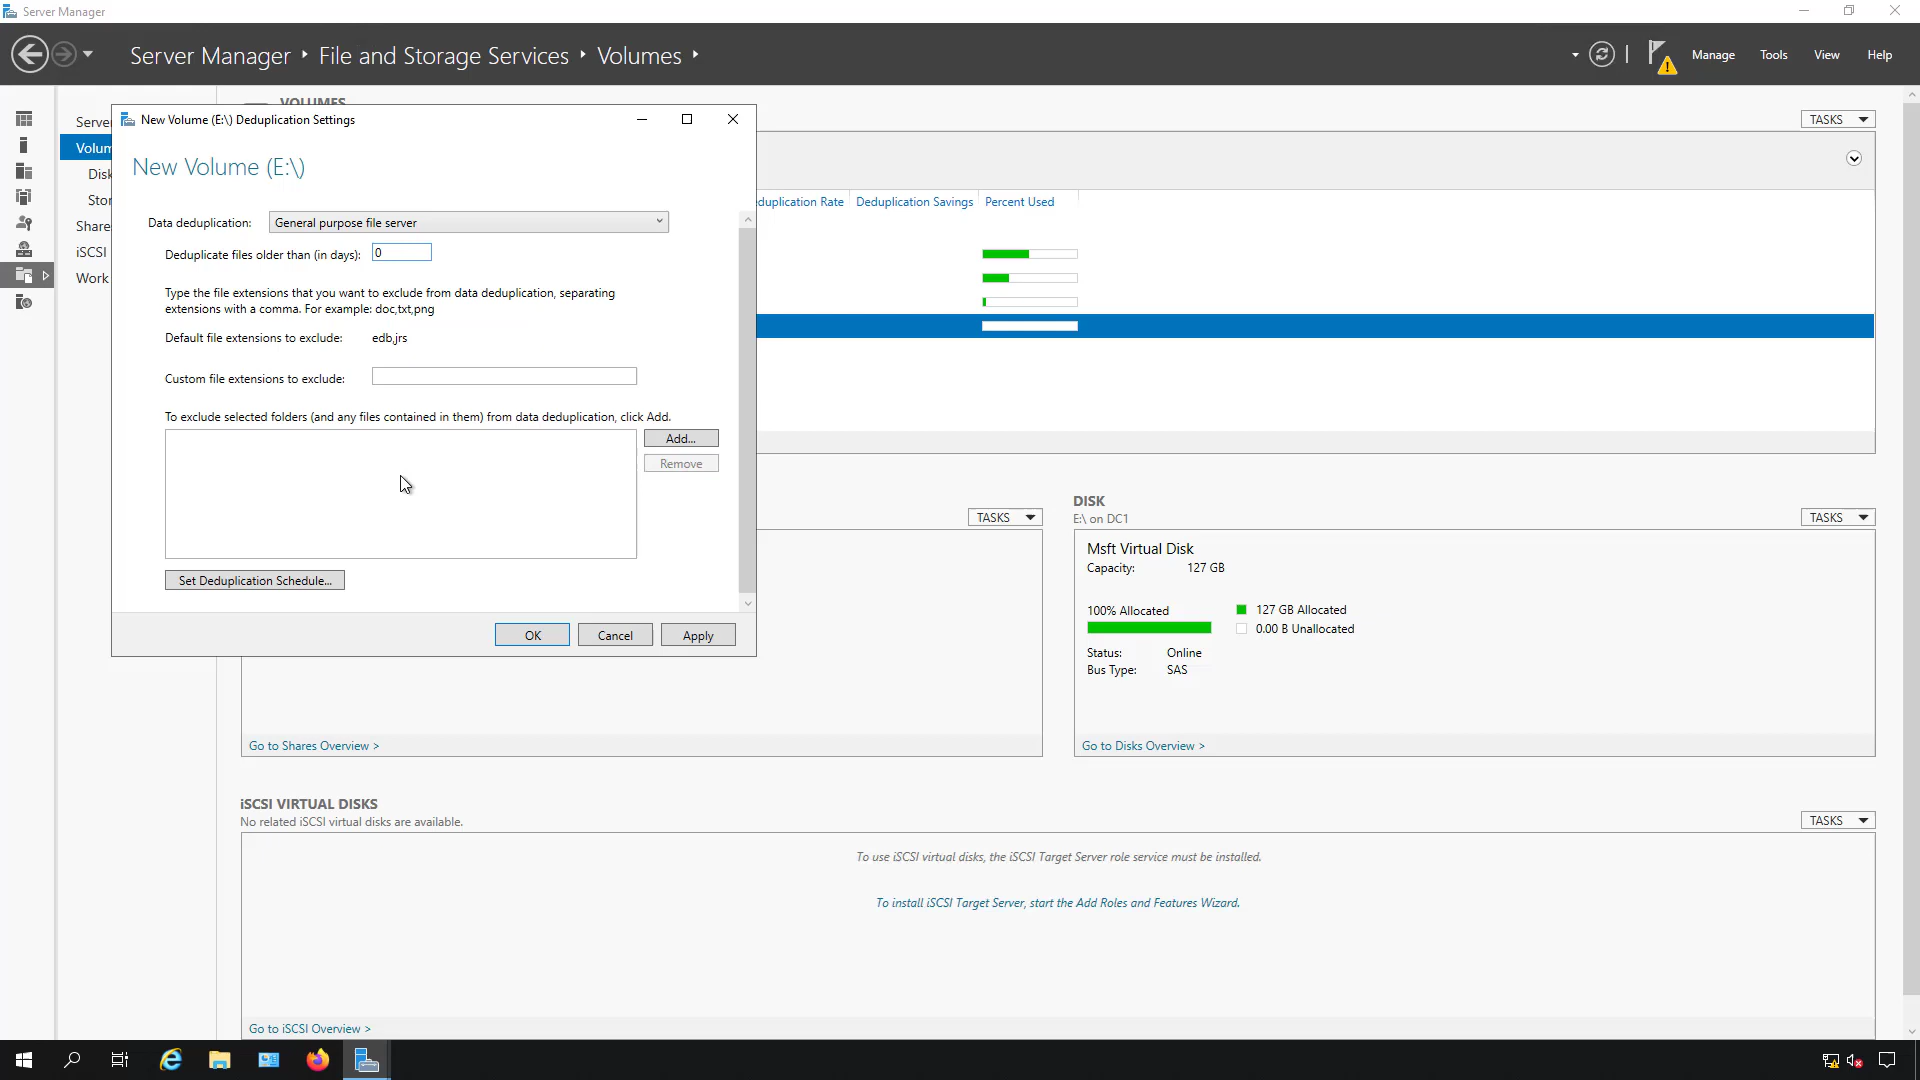 Server Manager
Server Manager
File and Storage Services
Volumes
Manage
Tools
View
Help
VOLUMES
TASKS
Volum
Disk
Share
iSCSI
Work
New Volume (E:\) Deduplication Settings
New Volume (E:\)
Data deduplication:
General purpose file server
Deduplicate files older than (in days):
0
Type the file extensions that you want to exclude from data deduplication, separating
extensions with a comma. For example: doc,txt,png
Default file extensions to exclude:
edb,jrs
Custom file extensions to exclude:
To exclude selected folders (and any files contained in them) from data deduplication, click Add.
Add...
Remove
Set Deduplication Schedule...
OK
Cancel
Apply
eduplication Rate
Deduplication Savings
Percent Used
TASKS
DISK
E:\ on DC1
TASKS
Msft Virtual Disk
Capacity:
127 GB
100% Allocated
127 GB Allocated
0.00 B Unallocated
Status:
Online
Bus Type:
SAS
Go to Shares Overview >
Go to Disks Overview >
iSCSI VIRTUAL DISKS
No related iSCSI virtual disks are available.
TASKS
To use iSCSI virtual disks, the iSCSI Target Server role service must be installed.
To install iSCSI Target Server, start the Add Roles and Features Wizard.
Go to iSCSI Overview >